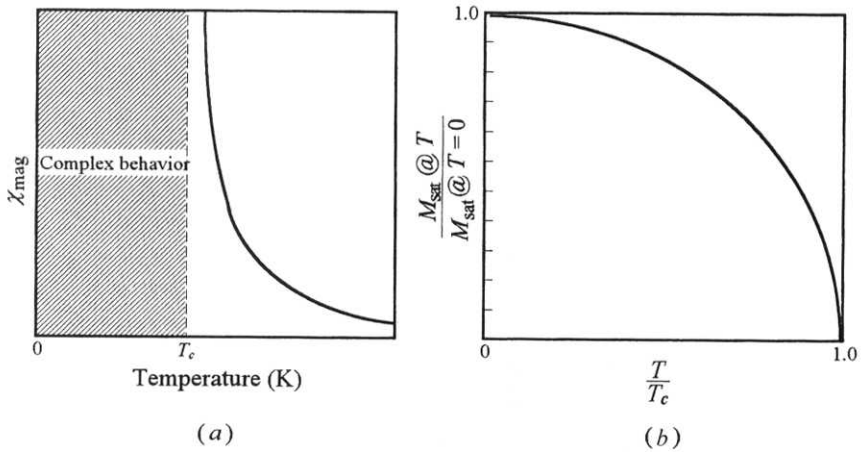 χmag
Complex behavior
0
Tc
Temperature (K)
(a)
1.0
Msat @ T
Msat @ T = 0
0
1.0
T
Tc
(b)